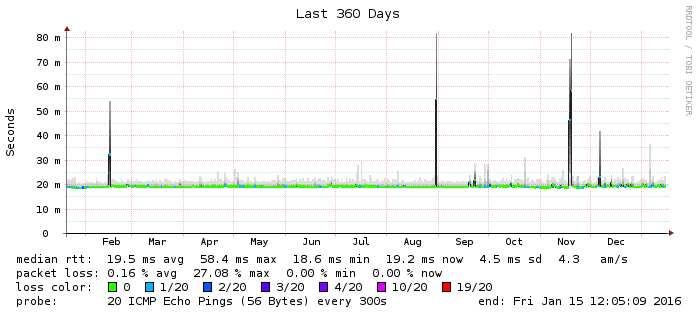 Last 360 Days
RRDTOOL / TOBI OETIKER
Seconds
80 m
70 m
60 m
50 m
40 m
30 m
20 m
10 m
0
Feb Mar Apr May Jun Jul Aug Sep Oct Nov Dec
median rtt: 19.5 ms avg 58.4 ms max 18.6 ms min 19.2 ms now 4.5 ms sd 4.3 am/s
packet loss: 0.16 % avg 27.08 % max 0.00 % min 0.00 % now
loss color: 0 1/20 2/20 3/20 4/20 10/20 19/20
probe: 20 ICMP Echo Pings (56 Bytes) every 300s end: Fri Jan 15 12:05:09 2016